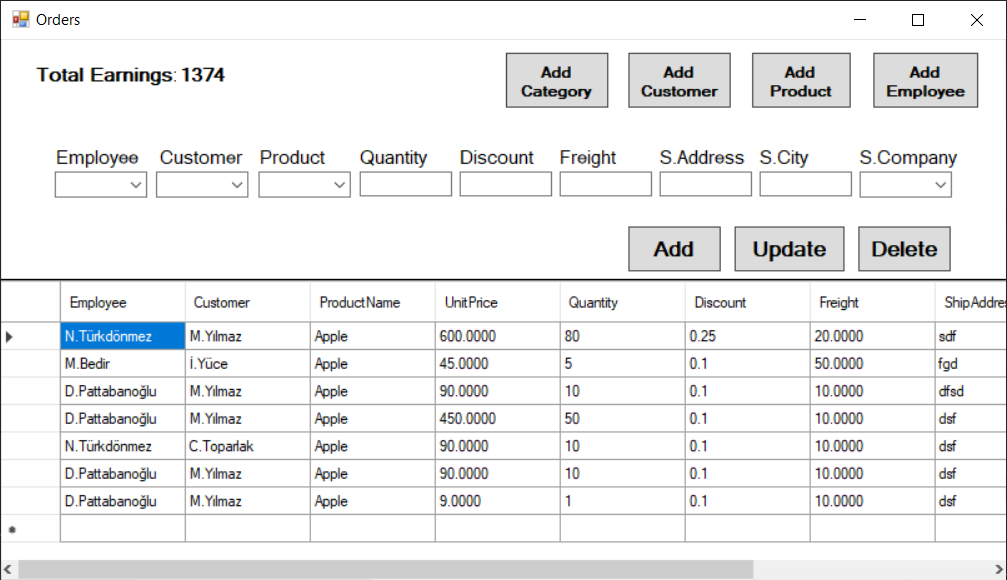 Orders
Total Earnings: 1374
Add Category
Add Customer
Add Product
Add Employee
Employee Customer Product Quantity Discount Freight S.Address S.City S.Company
Add Update Delete
Employee Customer ProductName UnitPrice Quantity Discount Freight ShipAddres
N.Türkdönmez M.Yılmaz Apple 600.0000 80 0.25 20.0000 sdf
M.Bedir İ.Yüce Apple 45.0000 5 0.1 50.0000 fgd
D.Pattabanoğlu M.Yılmaz Apple 90.0000 10 0.1 10.0000 dfsd
D.Pattabanoğlu M.Yılmaz Apple 450.0000 50 0.1 10.0000 dsf
N.Türkdönmez C.Toparlak Apple 90.0000 10 0.1 10.0000 dsf
D.Pattabanoğlu M.Yılmaz Apple 90.0000 10 0.1 10.0000 dsf
D.Pattabanoğlu M.Yılmaz Apple 9.0000 1 0.1 10.0000 dsf